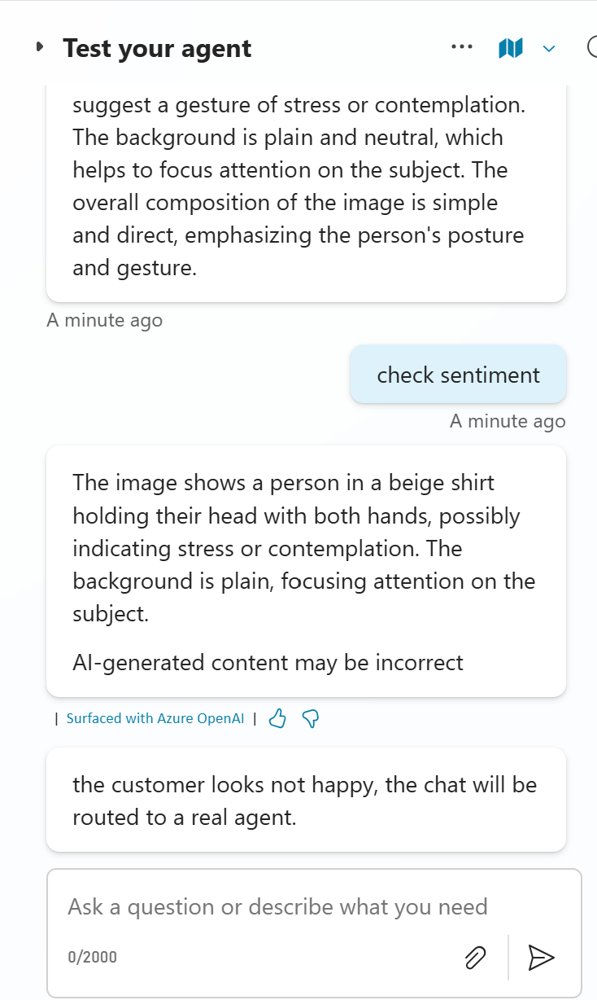 Test your agent
suggest a gesture of stress or contemplation.
The background is plain and neutral, which
helps to focus attention on the subject. The
overall composition of the image is simple
and direct, emphasizing the person's posture
and gesture.
A minute ago
check sentiment
A minute ago
The image shows a person in a beige shirt
holding their head with both hands, possibly
indicating stress or contemplation. The
background is plain, focusing attention on the
subject.
AI-generated content may be incorrect
| Surfaced with Azure OpenAI |
the customer looks not happy, the chat will be
routed to a real agent.
Ask a question or describe what you need
0/2000